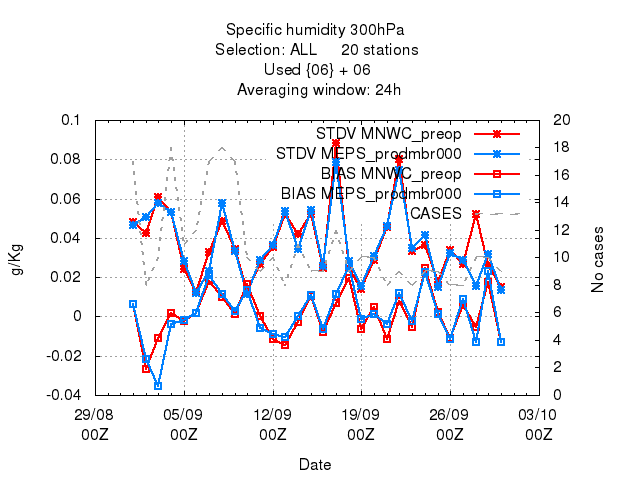 Specific humidity 300hPa
Selection: ALL 20 stations
Used {06} + 06
Averaging window: 24h
STDV MNWC_preop
STDV MEPS_prodmbr000
BIAS MNWC_preop
BIAS MEPS_prodmbr000
CASES
0.1
0.08
0.06
0.04
0.02
0
-0.02
-0.04
g/Kg
20
18
16
14
12
10
8
6
4
2
0
No cases
29/08 05/09 12/09 19/09 26/09 03/10
00Z 00Z 00Z 00Z 00Z 00Z
Date